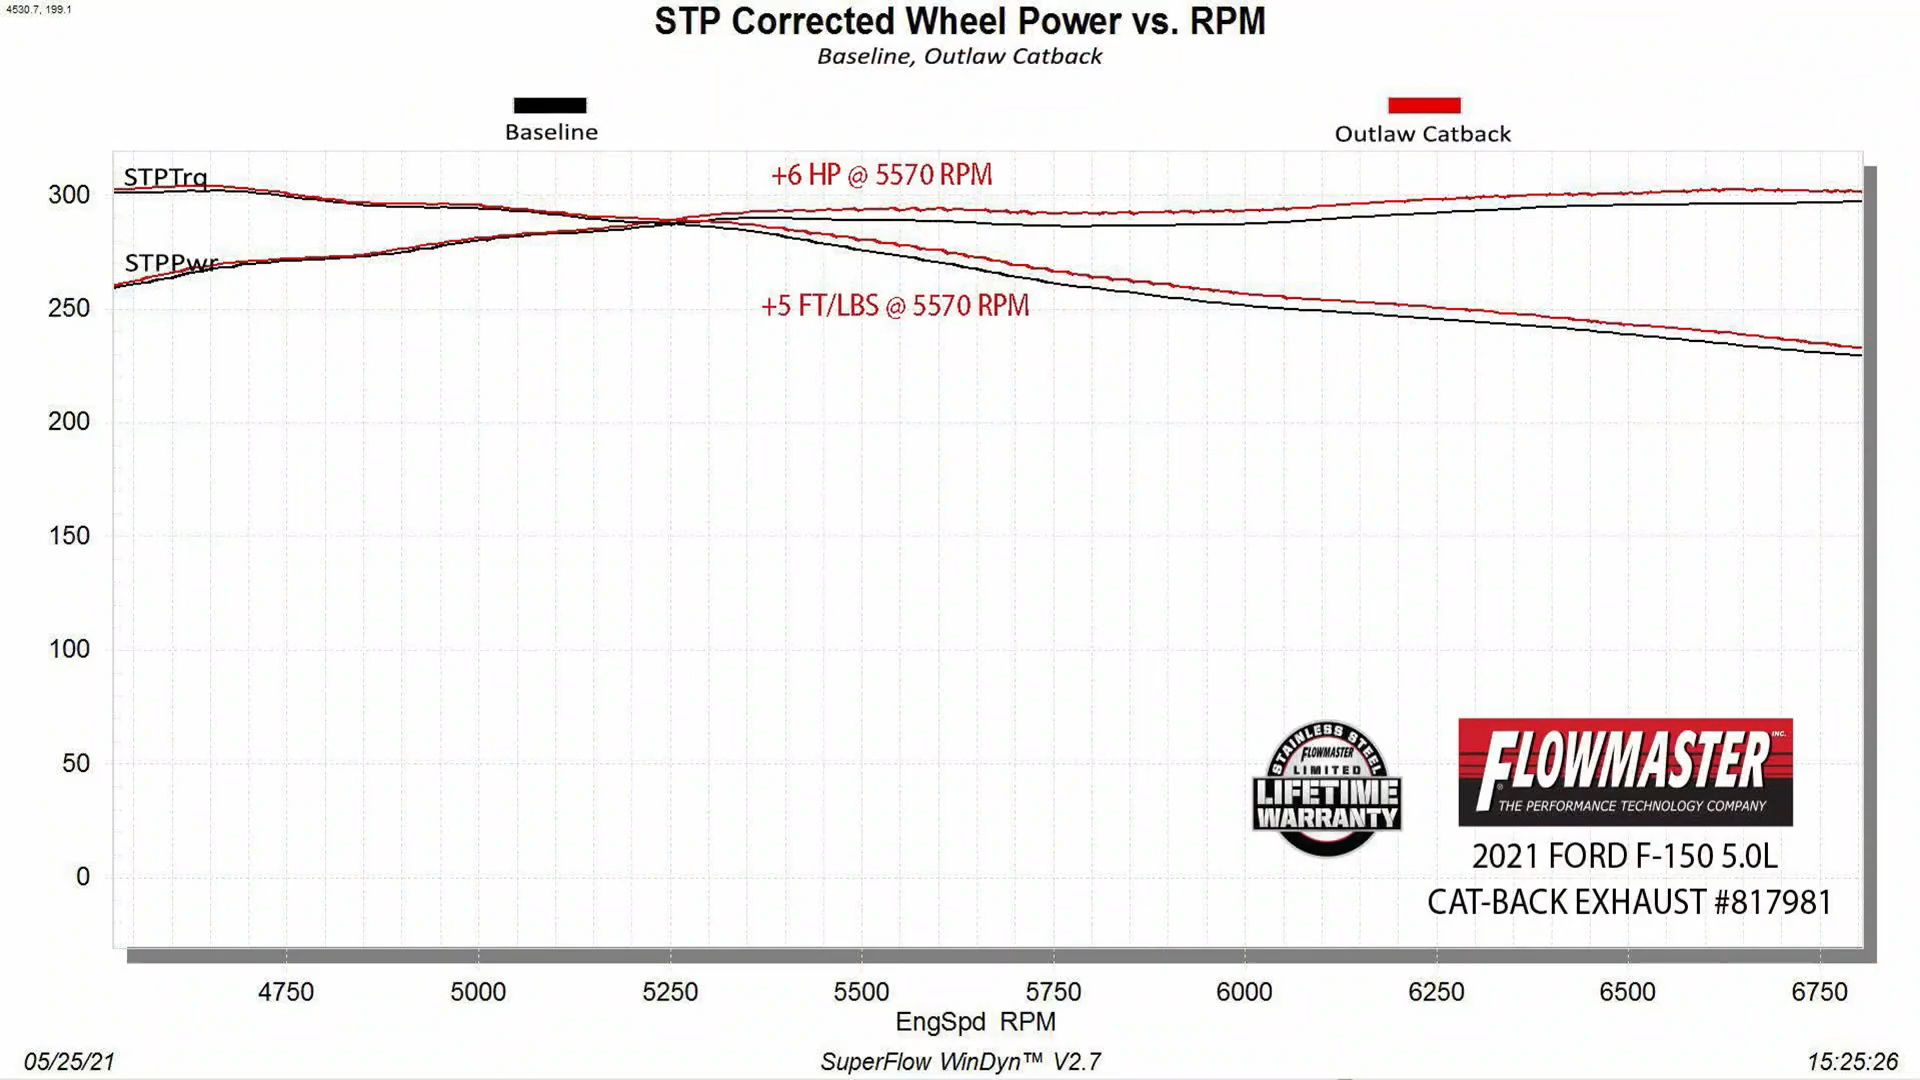 4530.7, 199.1
STP Corrected Wheel Power vs. RPM
Baseline, Outlaw Catback
Baseline
Outlaw Catback
STPTrq
+6 HP @ 5570 RPM
300
STPPwr
+5 FT/LBS @ 5570 RPM
250
200
150
100
50
0
STAINLESS STEEL
FLOWMASTER
LIMITED
LIFETIME
WARRANTY
FLOWMASTER INC.
®
THE PERFORMANCE TECHNOLOGY COMPANY
2021 FORD F-150 5.0L
CAT-BACK EXHAUST #817981
4750 5000 5250 5500 5750 6000 6250 6500 6750
EngSpd RPM
05/25/21 SuperFlow WinDyn™ V2.7 15:25:26